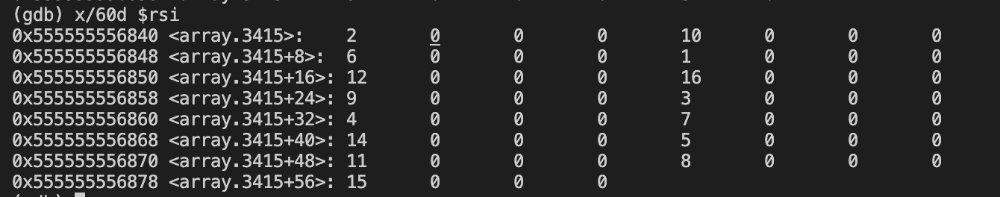 (gdb) x/60d $rsi
0x555555556840 <array.3415>: 2 0 0 0 10 0 0 0
0x555555556848 <array.3415+8>: 6 0 0 0 1 0 0 0
0x555555556850 <array.3415+16>: 12 0 0 0 16 0 0 0
0x555555556858 <array.3415+24>: 9 0 0 0 3 0 0 0
0x555555556860 <array.3415+32>: 4 0 0 0 7 0 0 0
0x555555556868 <array.3415+40>: 14 0 0 0 5 0 0 0
0x555555556870 <array.3415+48>: 11 0 0 0 8 0 0 0
0x555555556878 <array.3415+56>: 15 0 0 0